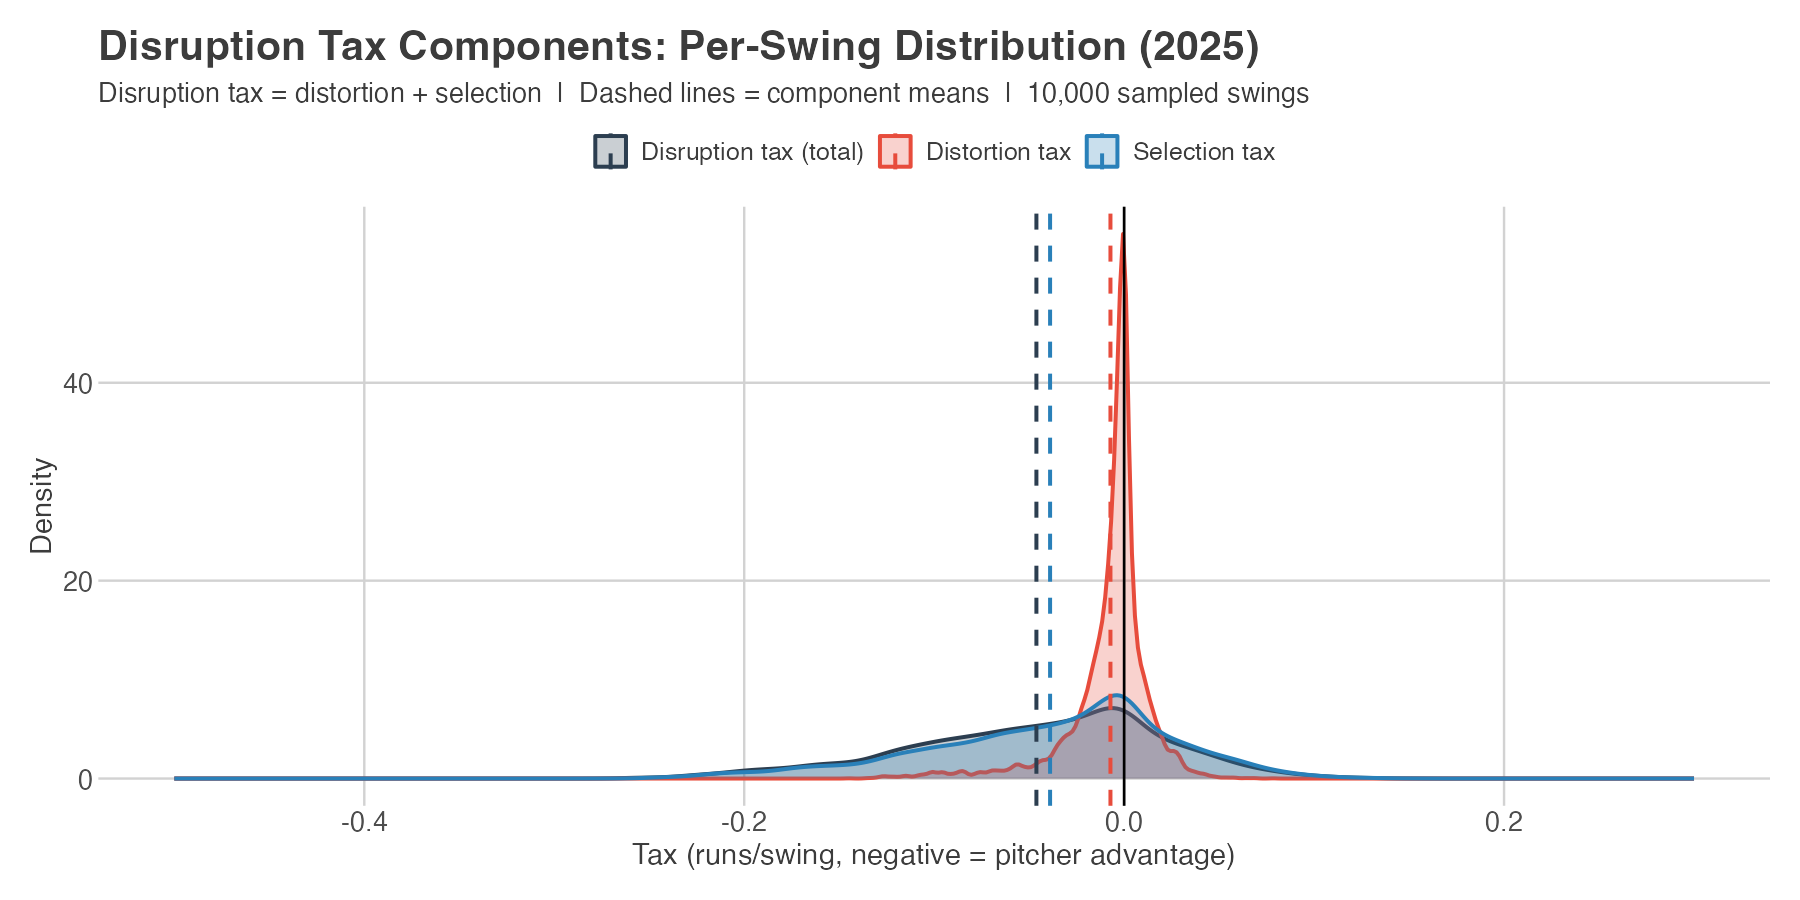 Disruption Tax Components: Per-Swing Distribution (2025)
Disruption tax = distortion + selection | Dashed lines = component means | 10,000 sampled swings
Disruption tax (total) Distortion tax Selection tax
Density
40
20
0
-0.4 -0.2 0.0 0.2
Tax (runs/swing, negative = pitcher advantage)